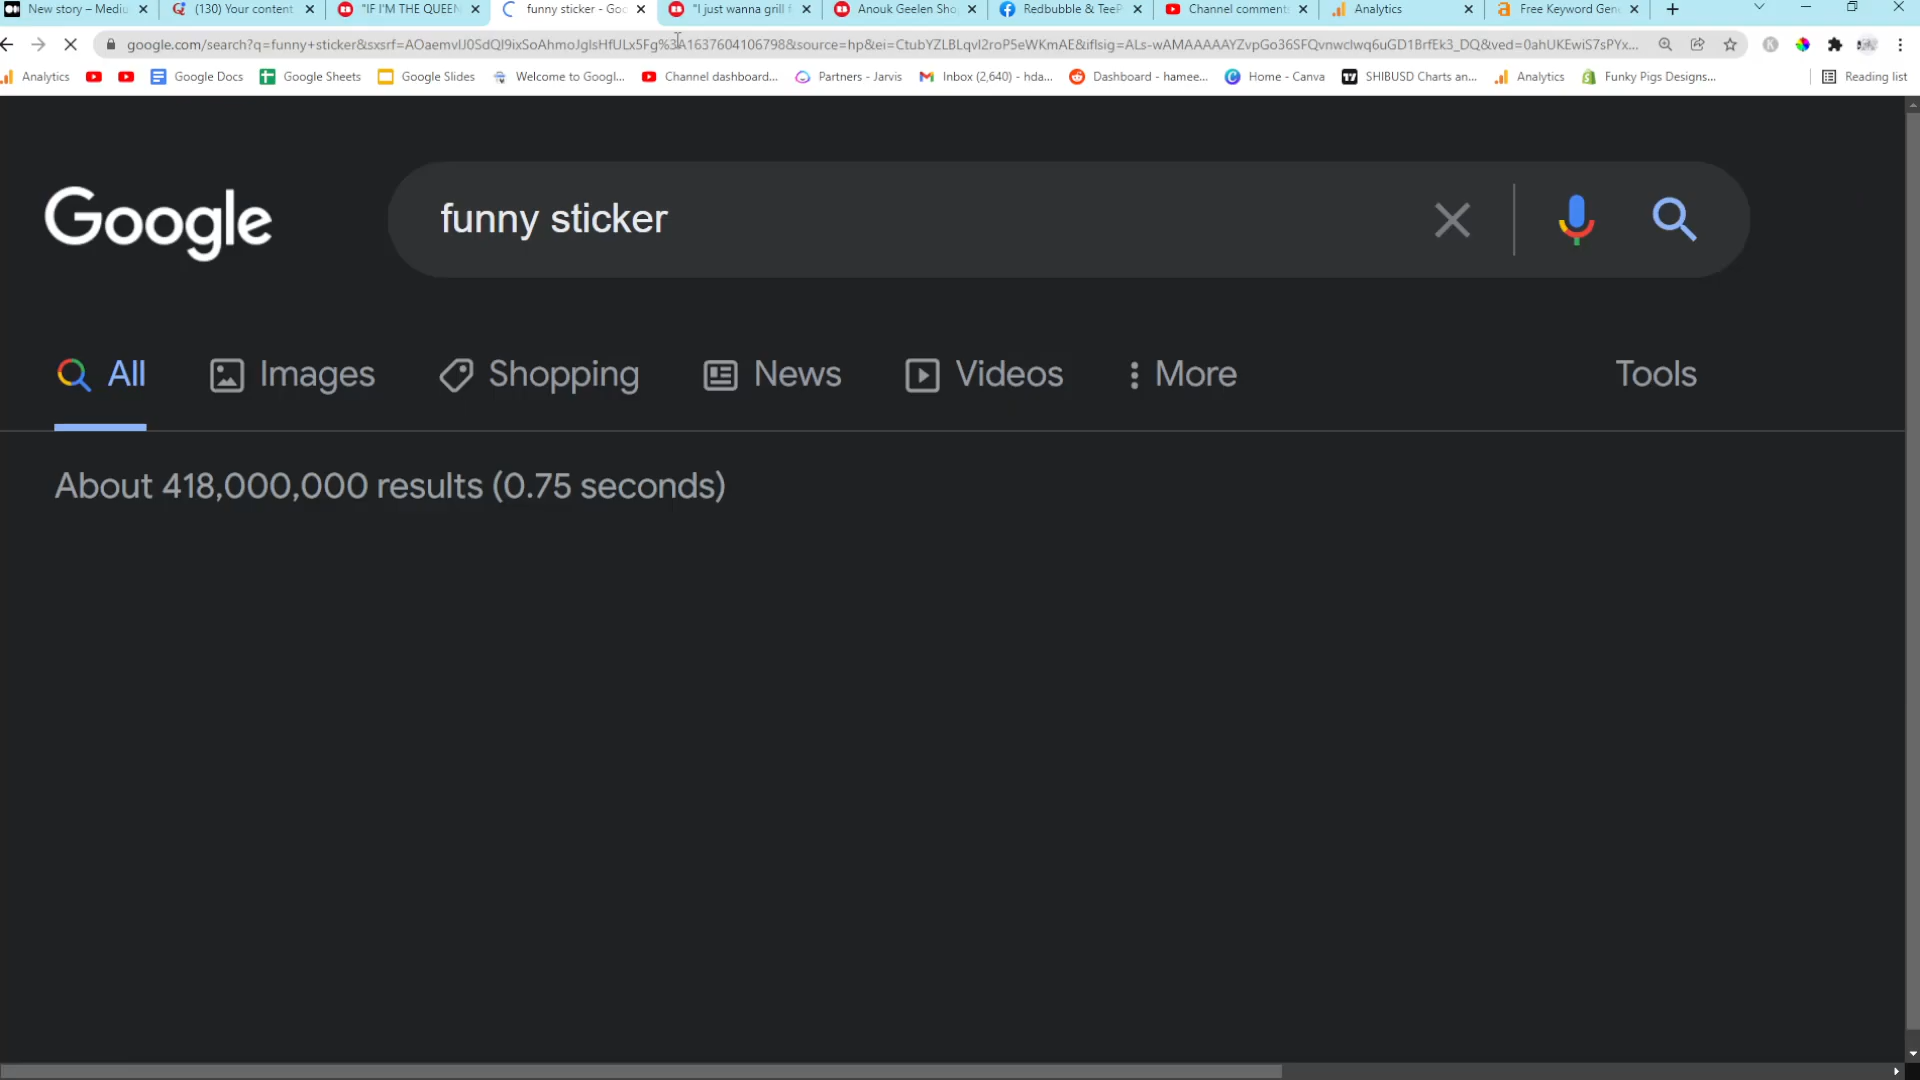 New story – Mediu
(130) Your content
"IF I'M THE QUEEN
funny sticker - Goo
"I just wanna grill f
Anouk Geelen Sho
Redbubble & TeeP
Channel comment
Analytics
Free Keyword Gene
google.com/search?q=funny+sticker&sxsrf=AOaemvIJ0SdQl9ixSoAhmoJglsHfULx5Fg%3A1637604106798&source=hp&ei=CtubYZLBLqvI2roP5eWKmAE&iflsig=ALs-wAMAAAAAYZvpGo36SFQvnwclwq6uGD1BrfEk3_DQ&ved=0ahUKEwiS7sPYx...
Analytics
Google Docs
Google Sheets
Google Slides
Welcome to Googl...
Channel dashboard...
Partners - Jarvis
Inbox (2,640) - hda...
Dashboard - hamee...
Home - Canva
SHIBUSD Charts an...
Analytics
Funky Pigs Designs...
Reading list
Google
funny sticker
All
Images
Shopping
News
Videos
More
Tools
About 418,000,000 results (0.75 seconds)